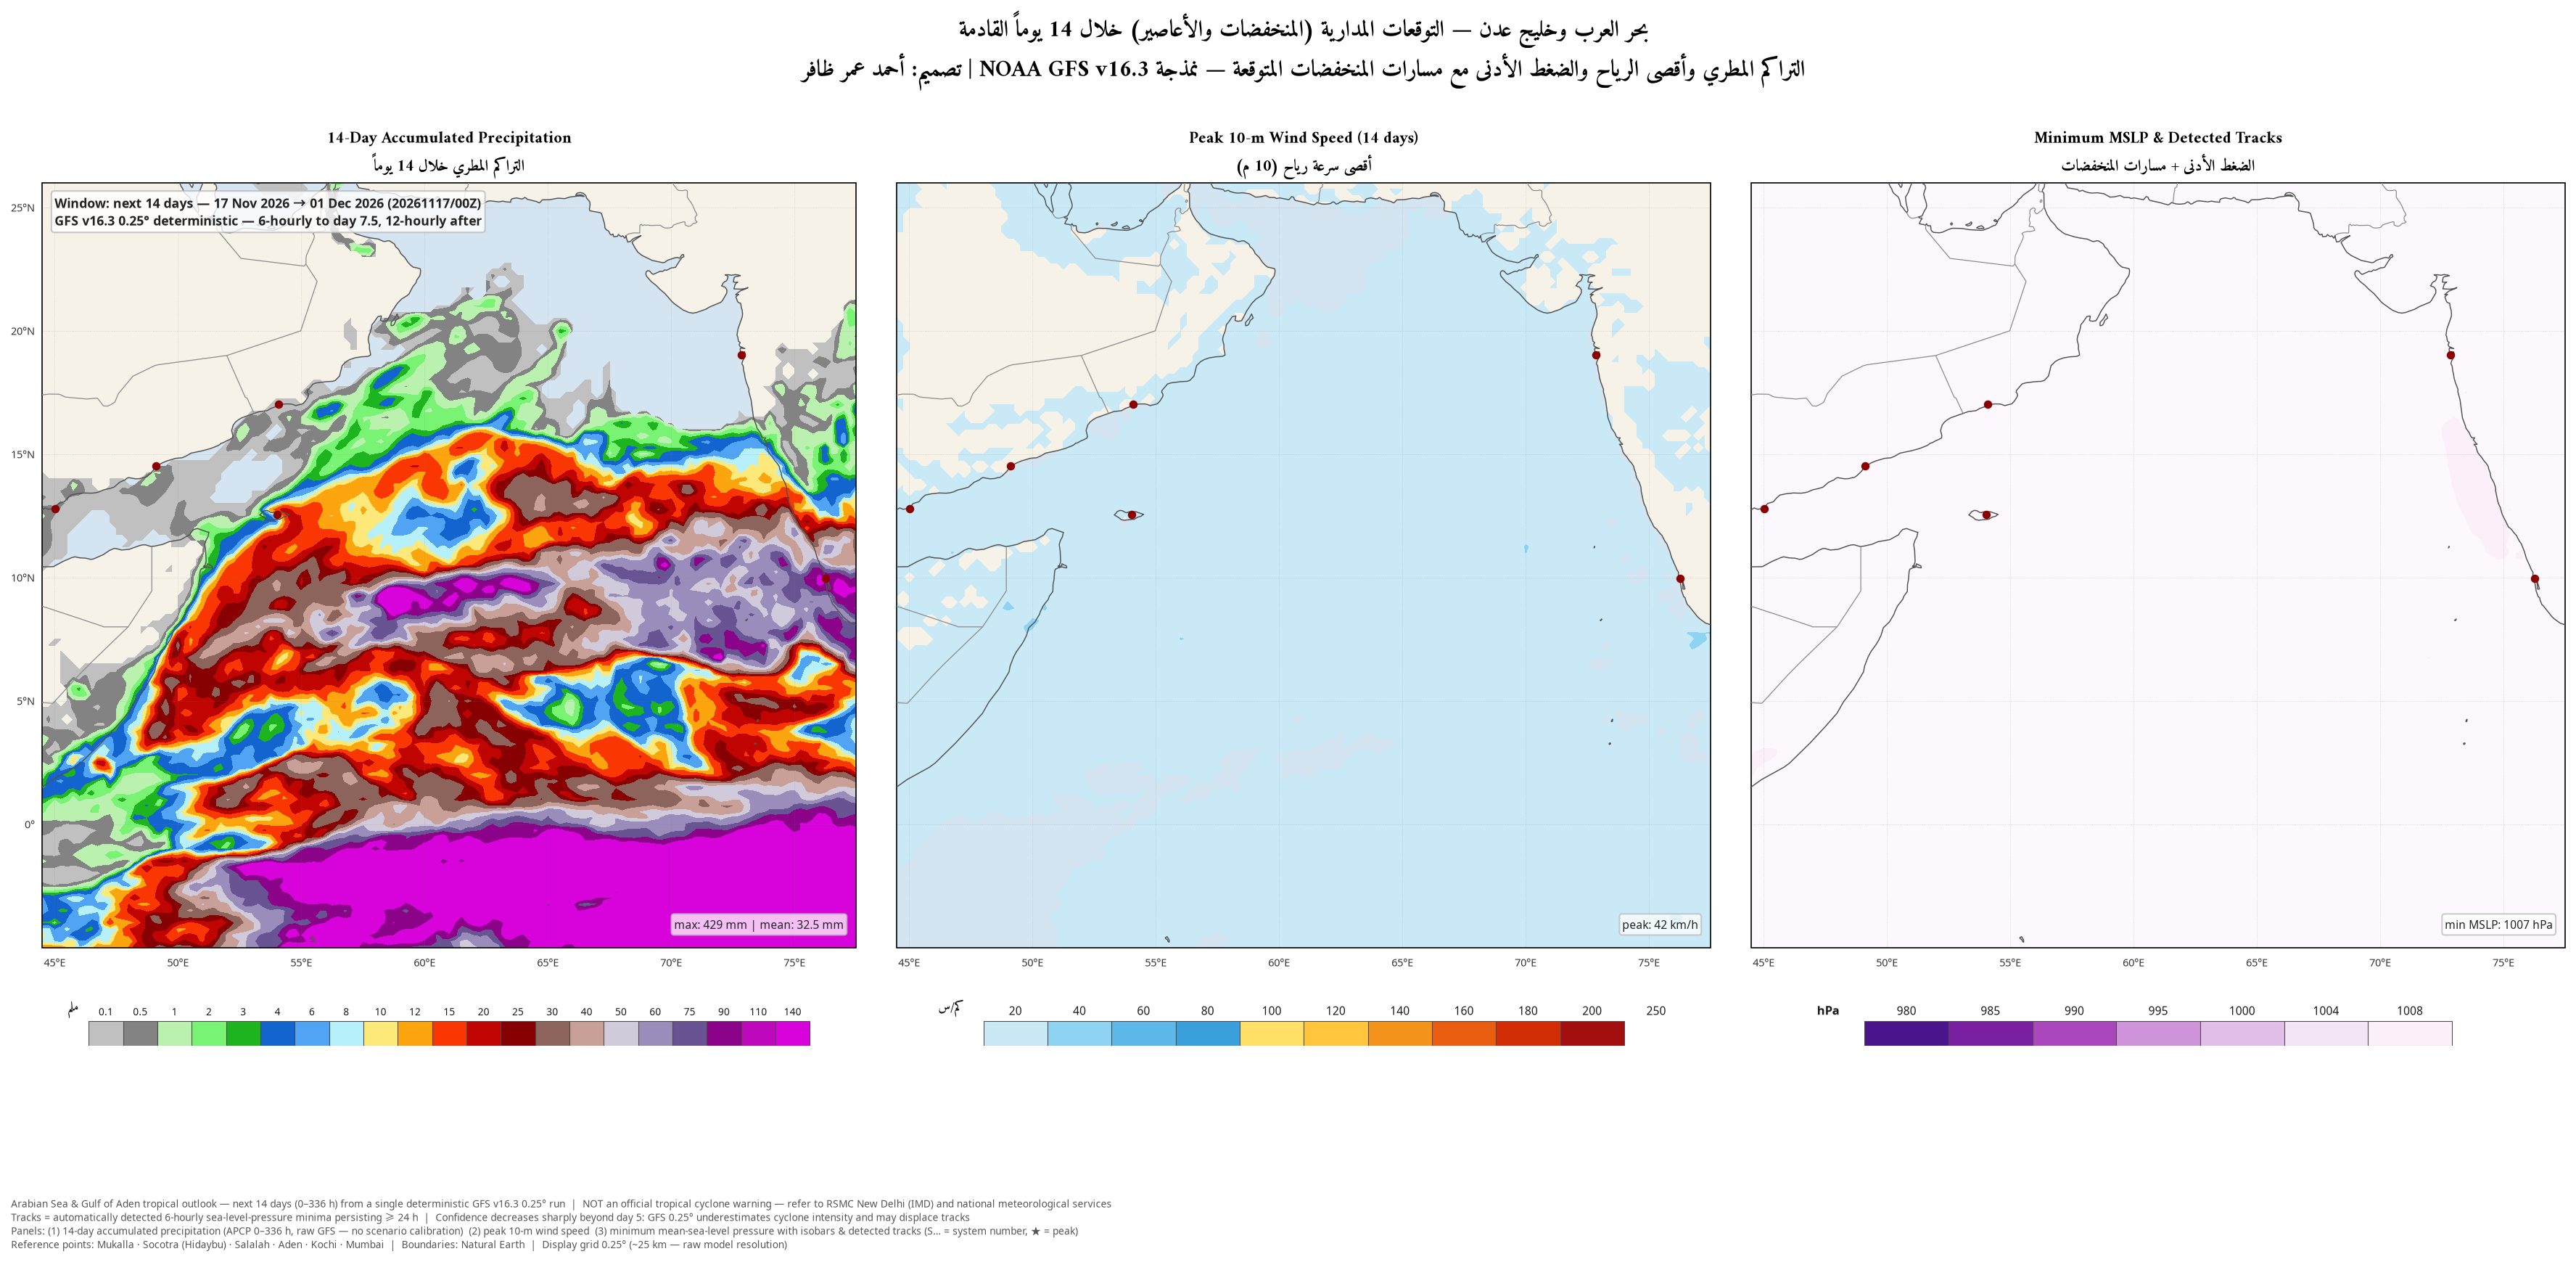 بحر العرب وخليج عدن — التوقعات المدارية (المنخفضات والأعاصير) خلال 14 يوماً القادمة
التراكم المطري وأقصى الرياح والضغط الأدنى مع مسارات المنخفضات المتوقعة — نمذجة NOAA GFS v16.3 | تصميم: أحمد عمر ظافر
14-Day Accumulated Precipitation
التراكم المطري خلال 14 يوماً
Window: next 14 days — 17 Nov 2026 → 01 Dec 2026 (20261117/00Z)
GFS v16.3 0.25° deterministic — 6-hourly to day 7.5, 12-hourly after
25°N
20°N
15°N
10°N
5°N
0°
max: 429 mm | mean: 32.5 mm
45°E 50°E 55°E 60°E 65°E 70°E 75°E
ملم
0.1 0.5 1 2 3 4 6 8 10 12 15 20 25 30 40 50 60 75 90 110 140
Peak 10-m Wind Speed (14 days)
أقصى سرعة رياح (10 م)
peak: 42 km/h
45°E 50°E 55°E 60°E 65°E 70°E 75°E
كم/س
20 40 60 80 100 120 140 160 180 200 250
Minimum MSLP & Detected Tracks
الضغط الأدنى + مسارات المنخفضات
min MSLP: 1007 hPa
45°E 50°E 55°E 60°E 65°E 70°E 75°E
hPa
980 985 990 995 1000 1004 1008
Arabian Sea & Gulf of Aden tropical outlook — next 14 days (0–336 h) from a single deterministic GFS v16.3 0.25° run | NOT an official tropical cyclone warning — refer to RSMC New Delhi (IMD) and national meteorological services
Tracks = automatically detected 6-hourly sea-level-pressure minima persisting ⩾ 24 h | Confidence decreases sharply beyond day 5: GFS 0.25° underestimates cyclone intensity and may displace tracks
Panels: (1) 14-day accumulated precipitation (APCP 0–336 h, raw GFS — no scenario calibration) (2) peak 10-m wind speed (3) minimum mean-sea-level pressure with isobars & detected tracks (S... = system number, ★ = peak)
Reference points: Mukalla · Socotra (Hidaybu) · Salalah · Aden · Kochi · Mumbai | Boundaries: Natural Earth | Display grid 0.25° (~25 km — raw model resolution)